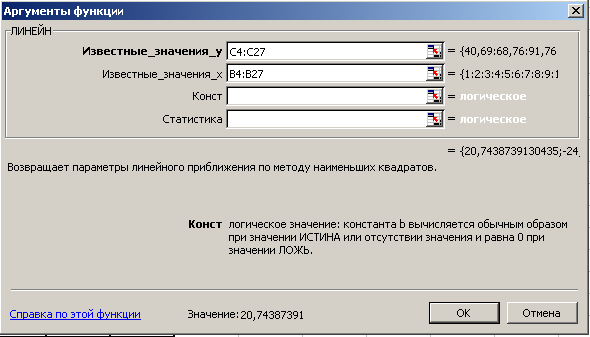 Аргументы функции
ЛИНЕЙН
Известные_значения_y C4:C27 = {40,69:68,76:91,76
Известные_значения_x B4:B27 = {1:2:3:4:5:6:7:8:9:1
Конст = логическое
Статистика = логическое
= {20,7438739130435;-24,
Возвращает параметры линейного приближения по методу наименьших квадратов.
Конст логическое значение: константа b вычисляется обычным образом
при значении ИСТИНА или отсутствии значения и равна 0 при
значении ЛОЖЬ.
Справка по этой функции Значение:20,74387391 ОК Отмена